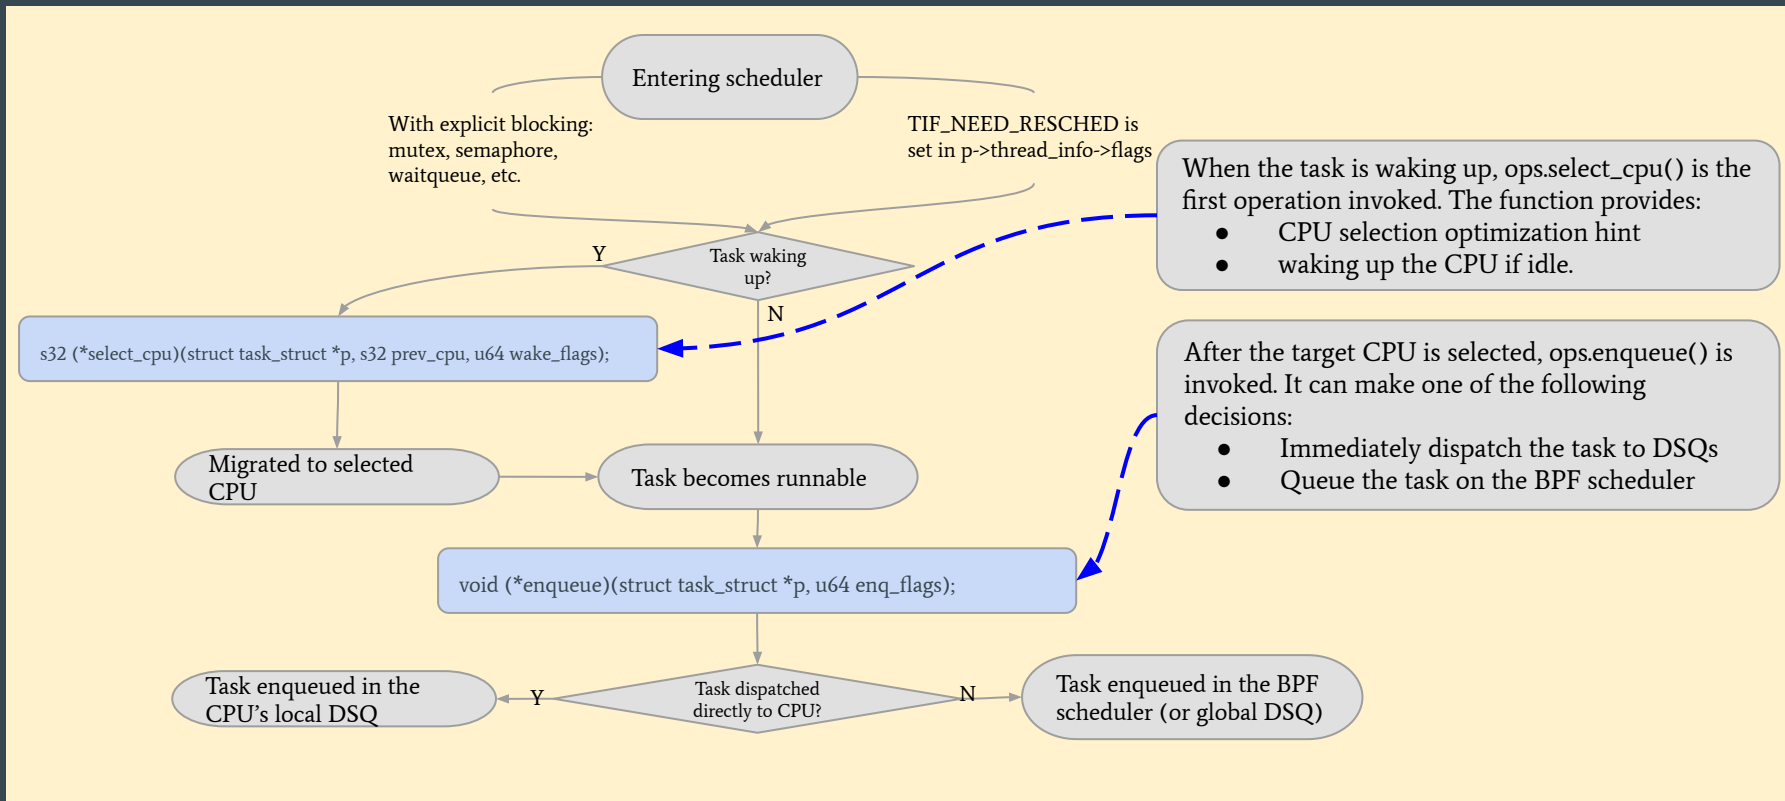 Entering scheduler
With explicit blocking:
mutex, semaphore,
waitqueue, etc.
TIF_NEED_RESCHED is
set in p->thread_info->flags
When the task is waking up, ops.select_cpu() is the
first operation invoked. The function provides:
● CPU selection optimization hint
● waking up the CPU if idle.
Y
Task waking
up?
N
s32 (*select_cpu)(struct task_struct *p, s32 prev_cpu, u64 wake_flags);
After the target CPU is selected, ops.enqueue() is
invoked. It can make one of the following
decisions:
● Immediately dispatch the task to DSQs
● Queue the task on the BPF scheduler
Migrated to selected
CPU
Task becomes runnable
void (*enqueue)(struct task_struct *p, u64 enq_flags);
Task enqueued in the
CPU's local DSQ
Y
Task dispatched
directly to CPU?
N
Task enqueued in the BPF
scheduler (or global DSQ)